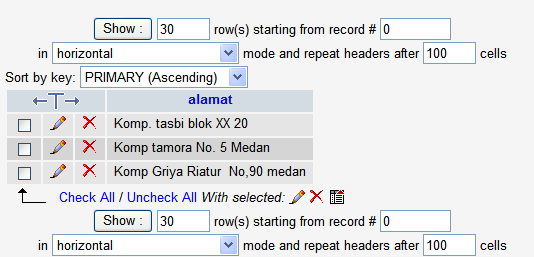 Show : 30 row(s) starting from record # 0
in horizontal mode and repeat headers after 100 cells
Sort by key: PRIMARY (Ascending)
←T→ alamat
Komp. tasbi blok XX 20
Komp tamora No. 5 Medan
Komp Griya Riatur  No,90 medan
Check All / Uncheck All With selected:
Show : 30 row(s) starting from record # 0
in horizontal mode and repeat headers after 100 cells